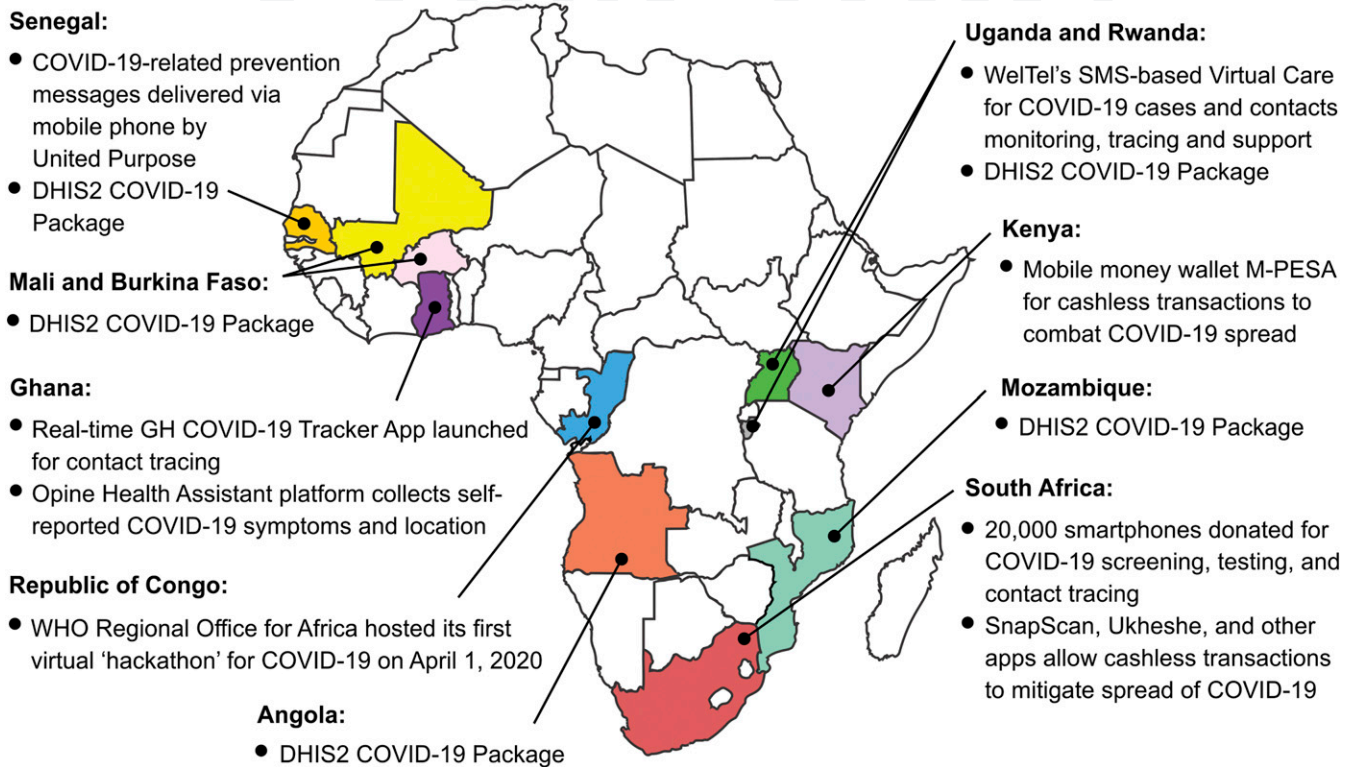 Senegal:
● COVID-19-related prevention
messages delivered via
mobile phone by
United Purpose
● DHIS2 COVID-19
Package
Mali and Burkina Faso:
● DHIS2 COVID-19 Package
Ghana:
● Real-time GH COVID-19 Tracker App launched
for contact tracing
● Opine Health Assistant platform collects self-
reported COVID-19 symptoms and location
Republic of Congo:
● WHO Regional Office for Africa hosted its first
virtual ‘hackathon’ for COVID-19 on April 1, 2020
Angola:
● DHIS2 COVID-19 Package
Uganda and Rwanda:
● WelTel’s SMS-based Virtual Care
for COVID-19 cases and contacts
monitoring, tracing and support
● DHIS2 COVID-19 Package
Kenya:
● Mobile money wallet M-PESA
for cashless transactions to
combat COVID-19 spread
Mozambique:
● DHIS2 COVID-19 Package
South Africa:
● 20,000 smartphones donated for
COVID-19 screening, testing, and
contact tracing
● SnapScan, Ukheshe, and other
apps allow cashless transactions
to mitigate spread of COVID-19